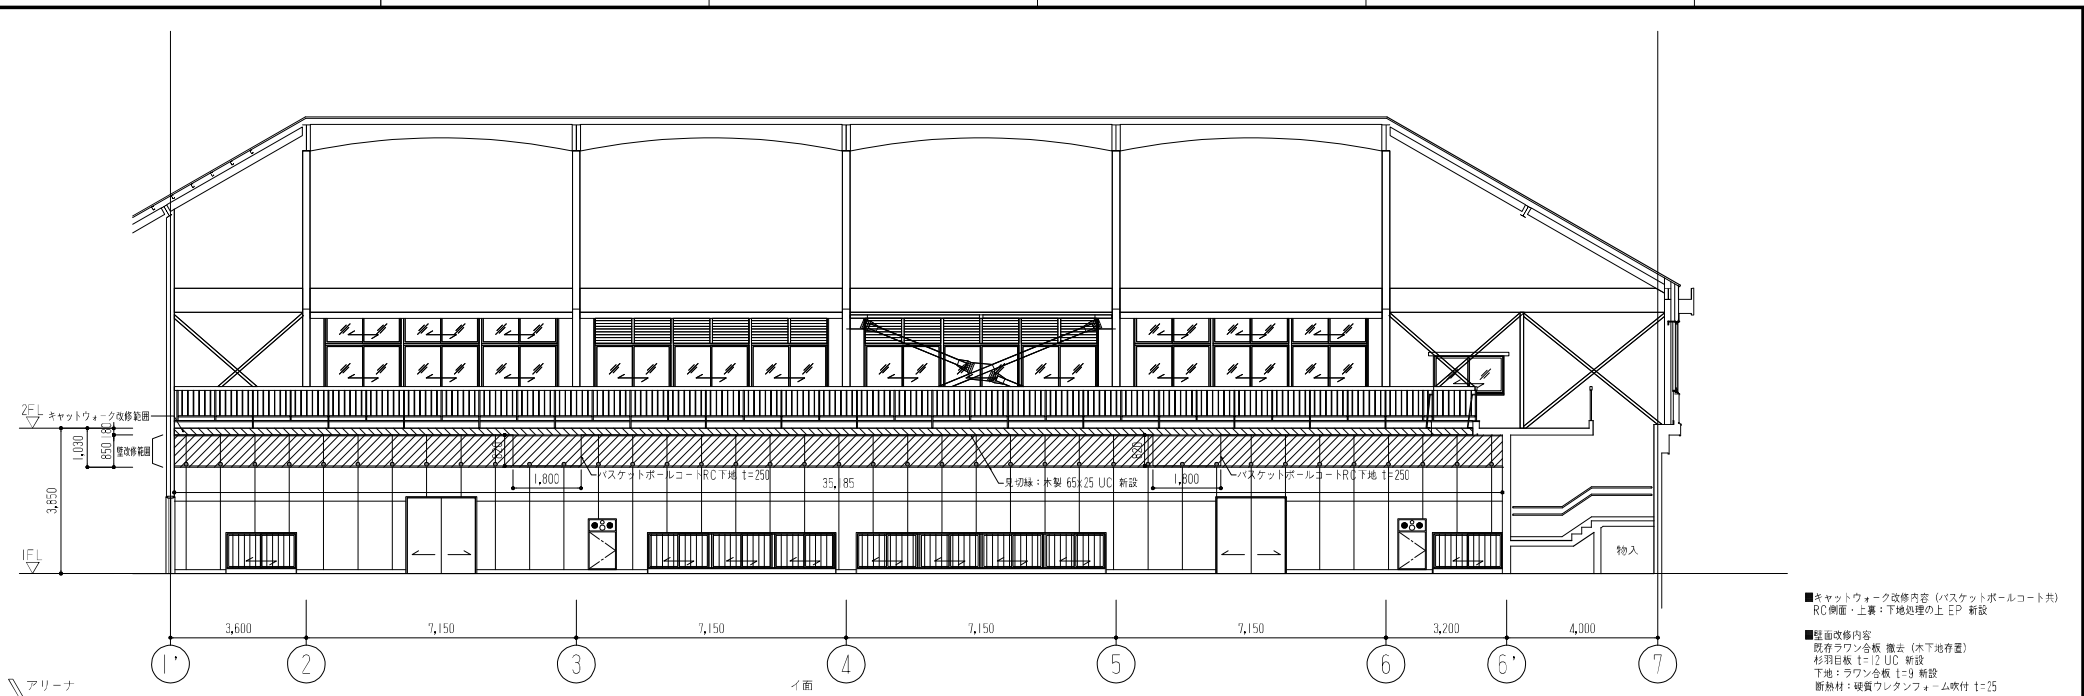 2FL
キャットウォーク改修範囲
180
1,030
850
壁改修範囲
620
620
バスケットボールコートRC下地 t=250
1,800
35,185
見切縁：木製 65x25 UC 新設
1,800
バスケットボールコートRC下地 t=250
3,850
1FL
物入
■キャットウォーク改修内容（バスケットボールコート共）
RC側面・上裏：下地処理の上 EP 新設
■壁面改修内容
既存ラワン合板 撤去（木下地存置）
杉羽目板 t=12 UC 新設
下地：ラワン合板 t=9 新設
断熱材：硬質ウレタンフォーム吹付 t=25
3,600
7,150
7,150
7,150
7,150
3,200
4,000
1'
2
3
4
5
6
6'
7
アリーナ
イ面